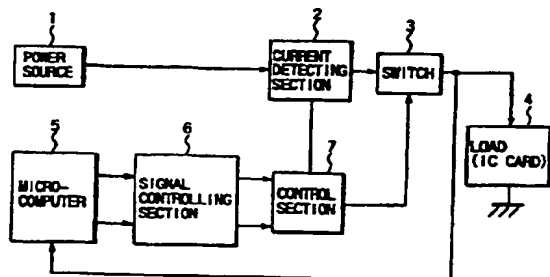 1
POWER
SOURCE
2
CURRENT
DETECTING
SECTION
3
SWITCH
4
LOAD
(IC CARD)
5
MICRO-
COMPUTER
6
SIGNAL
CONTROLLING
SECTION
7
CONTROL
SECTION